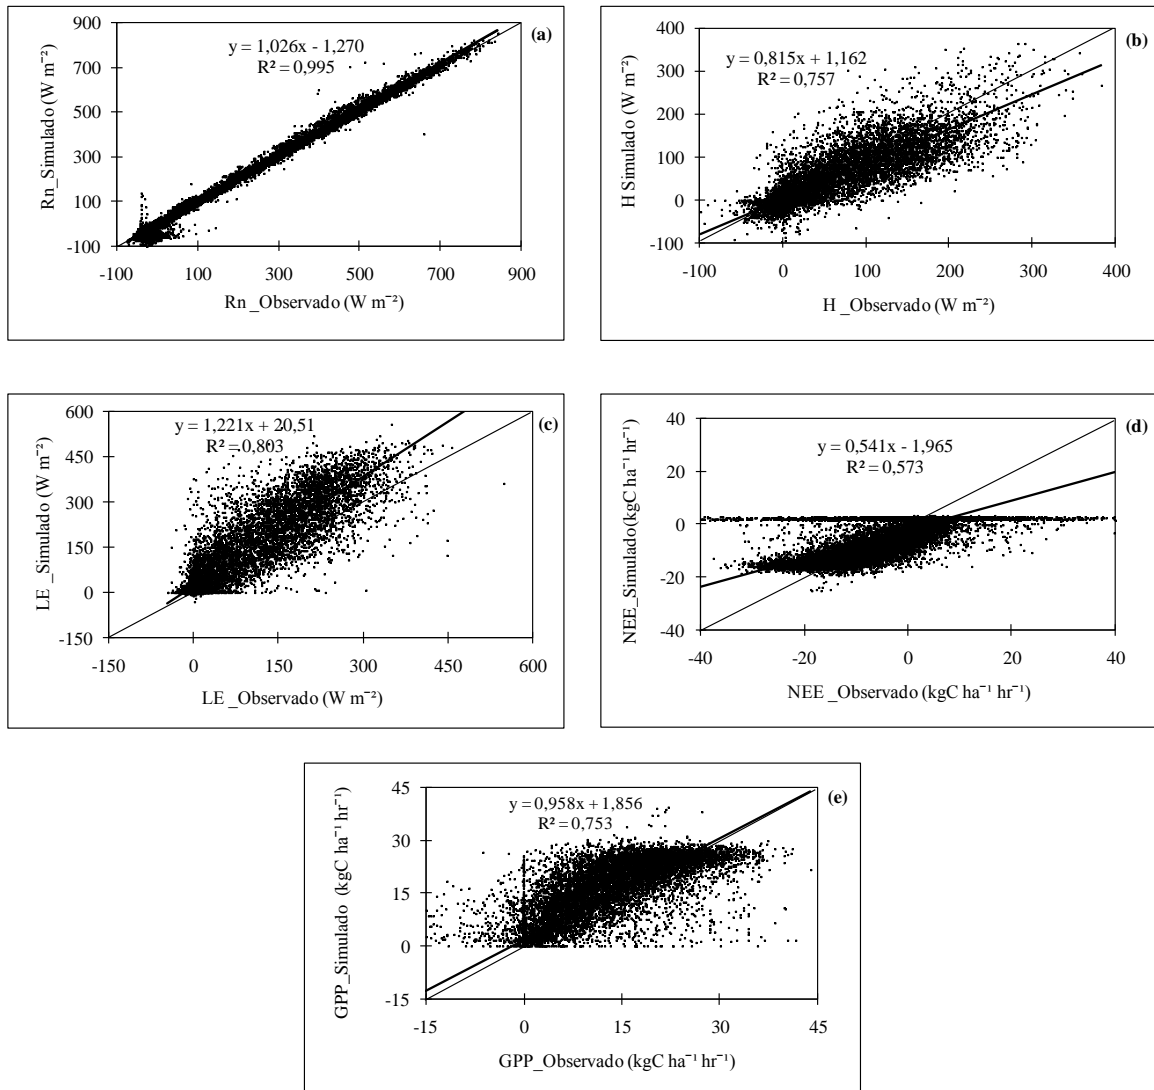 (a)
y = 1,026x - 1,270
R² = 0,995
Rn_Simulado (W m⁻²)
900
700
500
300
100
-100
-100 100 300 500 700 900
Rn _Observado (W m⁻²)
(b)
y = 0,815x + 1,162
R² = 0,757
H Simulado (W m⁻²)
400
300
200
100
0
-100
-100 0 100 200 300 400
H _Observado (W m⁻²)
(c)
y = 1,221x + 20,51
R² = 0,803
LE _Simulado (W m⁻²)
600
450
300
150
0
-150
-150 0 150 300 450 600
LE _Observado (W m⁻²)
(d)
y = 0,541x - 1,965
R² = 0,573
NEE_Simulado(kgC ha⁻¹ hr⁻¹)
40
20
0
-20
-40
-40 -20 0 20 40
NEE _Observado (kgC ha⁻¹ hr⁻¹)
(e)
y = 0,958x + 1,856
R² = 0,753
GPP_Simulado (kgC ha⁻¹ hr⁻¹)
45
30
15
0
-15
-15 0 15 30 45
GPP_Observado (kgC ha⁻¹ hr⁻¹)